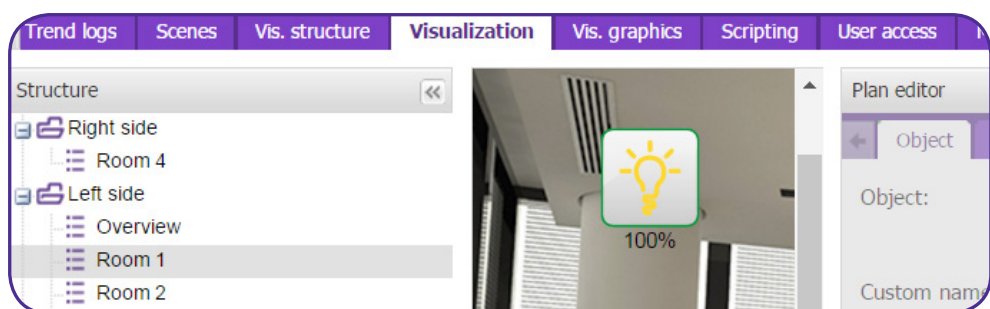 Trend logs Scenes Vis. structure Visualization Vis. graphics Scripting User access
Structure
Right side
Room 4
Left side
Overview
Room 1
Room 2
100%
Plan editor
Object
Object:
Custom name